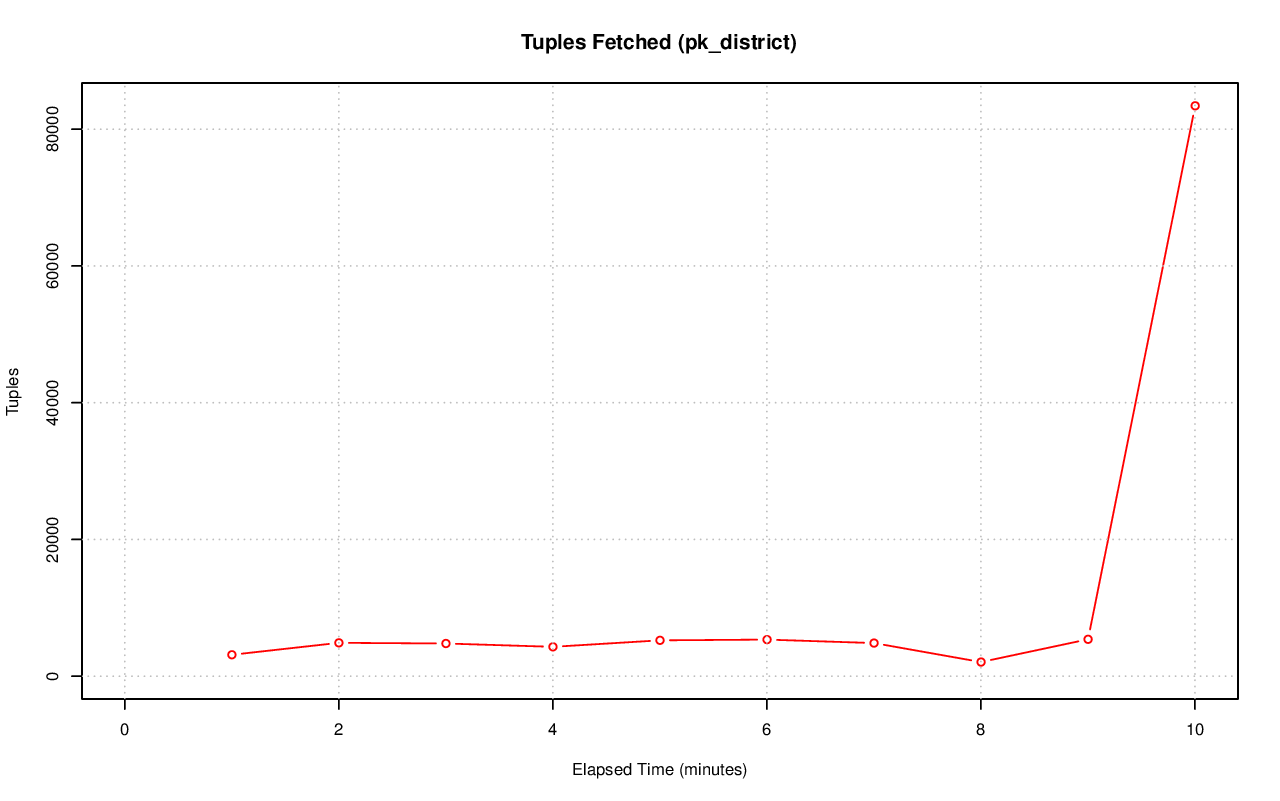 Tuples Fetched (pk_district)
80000
60000
40000
20000
0
Tuples
0 2 4 6 8 10
Elapsed Time (minutes)